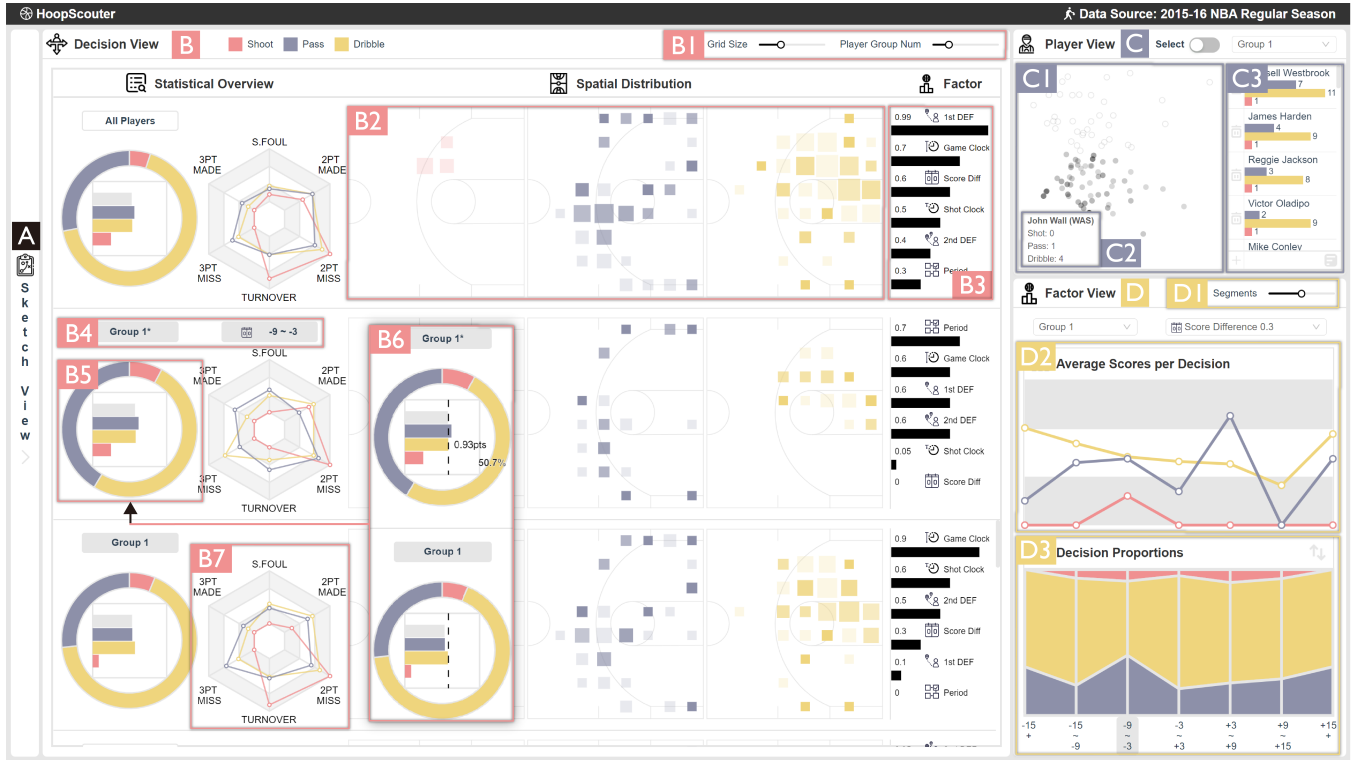 HoopScouter
Data Source: 2015-16 NBA Regular Season
A
Sketch View
Decision View
B
Shoot
Pass
Dribble
B1
Grid Size
Player Group Num
Statistical Overview
Spatial Distribution
Factor
All Players
S.FOUL
3PT MADE
2PT MADE
3PT MISS
2PT MISS
TURNOVER
B2
0.99 1st DEF
0.7 Game Clock
0.6 Score Diff
0.5 Shot Clock
0.4 2nd DEF
0.3 Period
B3
B4
Group 1*
-9 ~ -3
B5
S.FOUL
3PT MADE
2PT MADE
3PT MISS
2PT MISS
TURNOVER
B6
Group 1*
0.93pts
50.7%
Group 1
0.7 Period
0.6 Game Clock
0.6 1st DEF
0.6 2nd DEF
0.05 Shot Clock
0 Score Diff
Group 1
B7
S.FOUL
3PT MADE
2PT MADE
3PT MISS
2PT MISS
TURNOVER
0.9 Game Clock
0.6 Shot Clock
0.5 2nd DEF
0.3 Score Diff
0.1 1st DEF
0 Period
Player View
C
Select
Group 1
C1
John Wall (WAS)
Shot: 0
Pass: 1
Dribble: 4
C2
C3
sell Westbrook
7
11
1
James Harden
4
9
1
Reggie Jackson
3
8
1
Victor Oladipo
2
9
1
Mike Conley
Factor View
D
D1
Segments
Group 1
Score Difference 0.3
D2
Average Scores per Decision
D3
Decision Proportions
-15 -15 -9 -3 +3 +9 +15
+ ~ ~ ~ ~ ~ +
-9 -3 +3 +9 +15